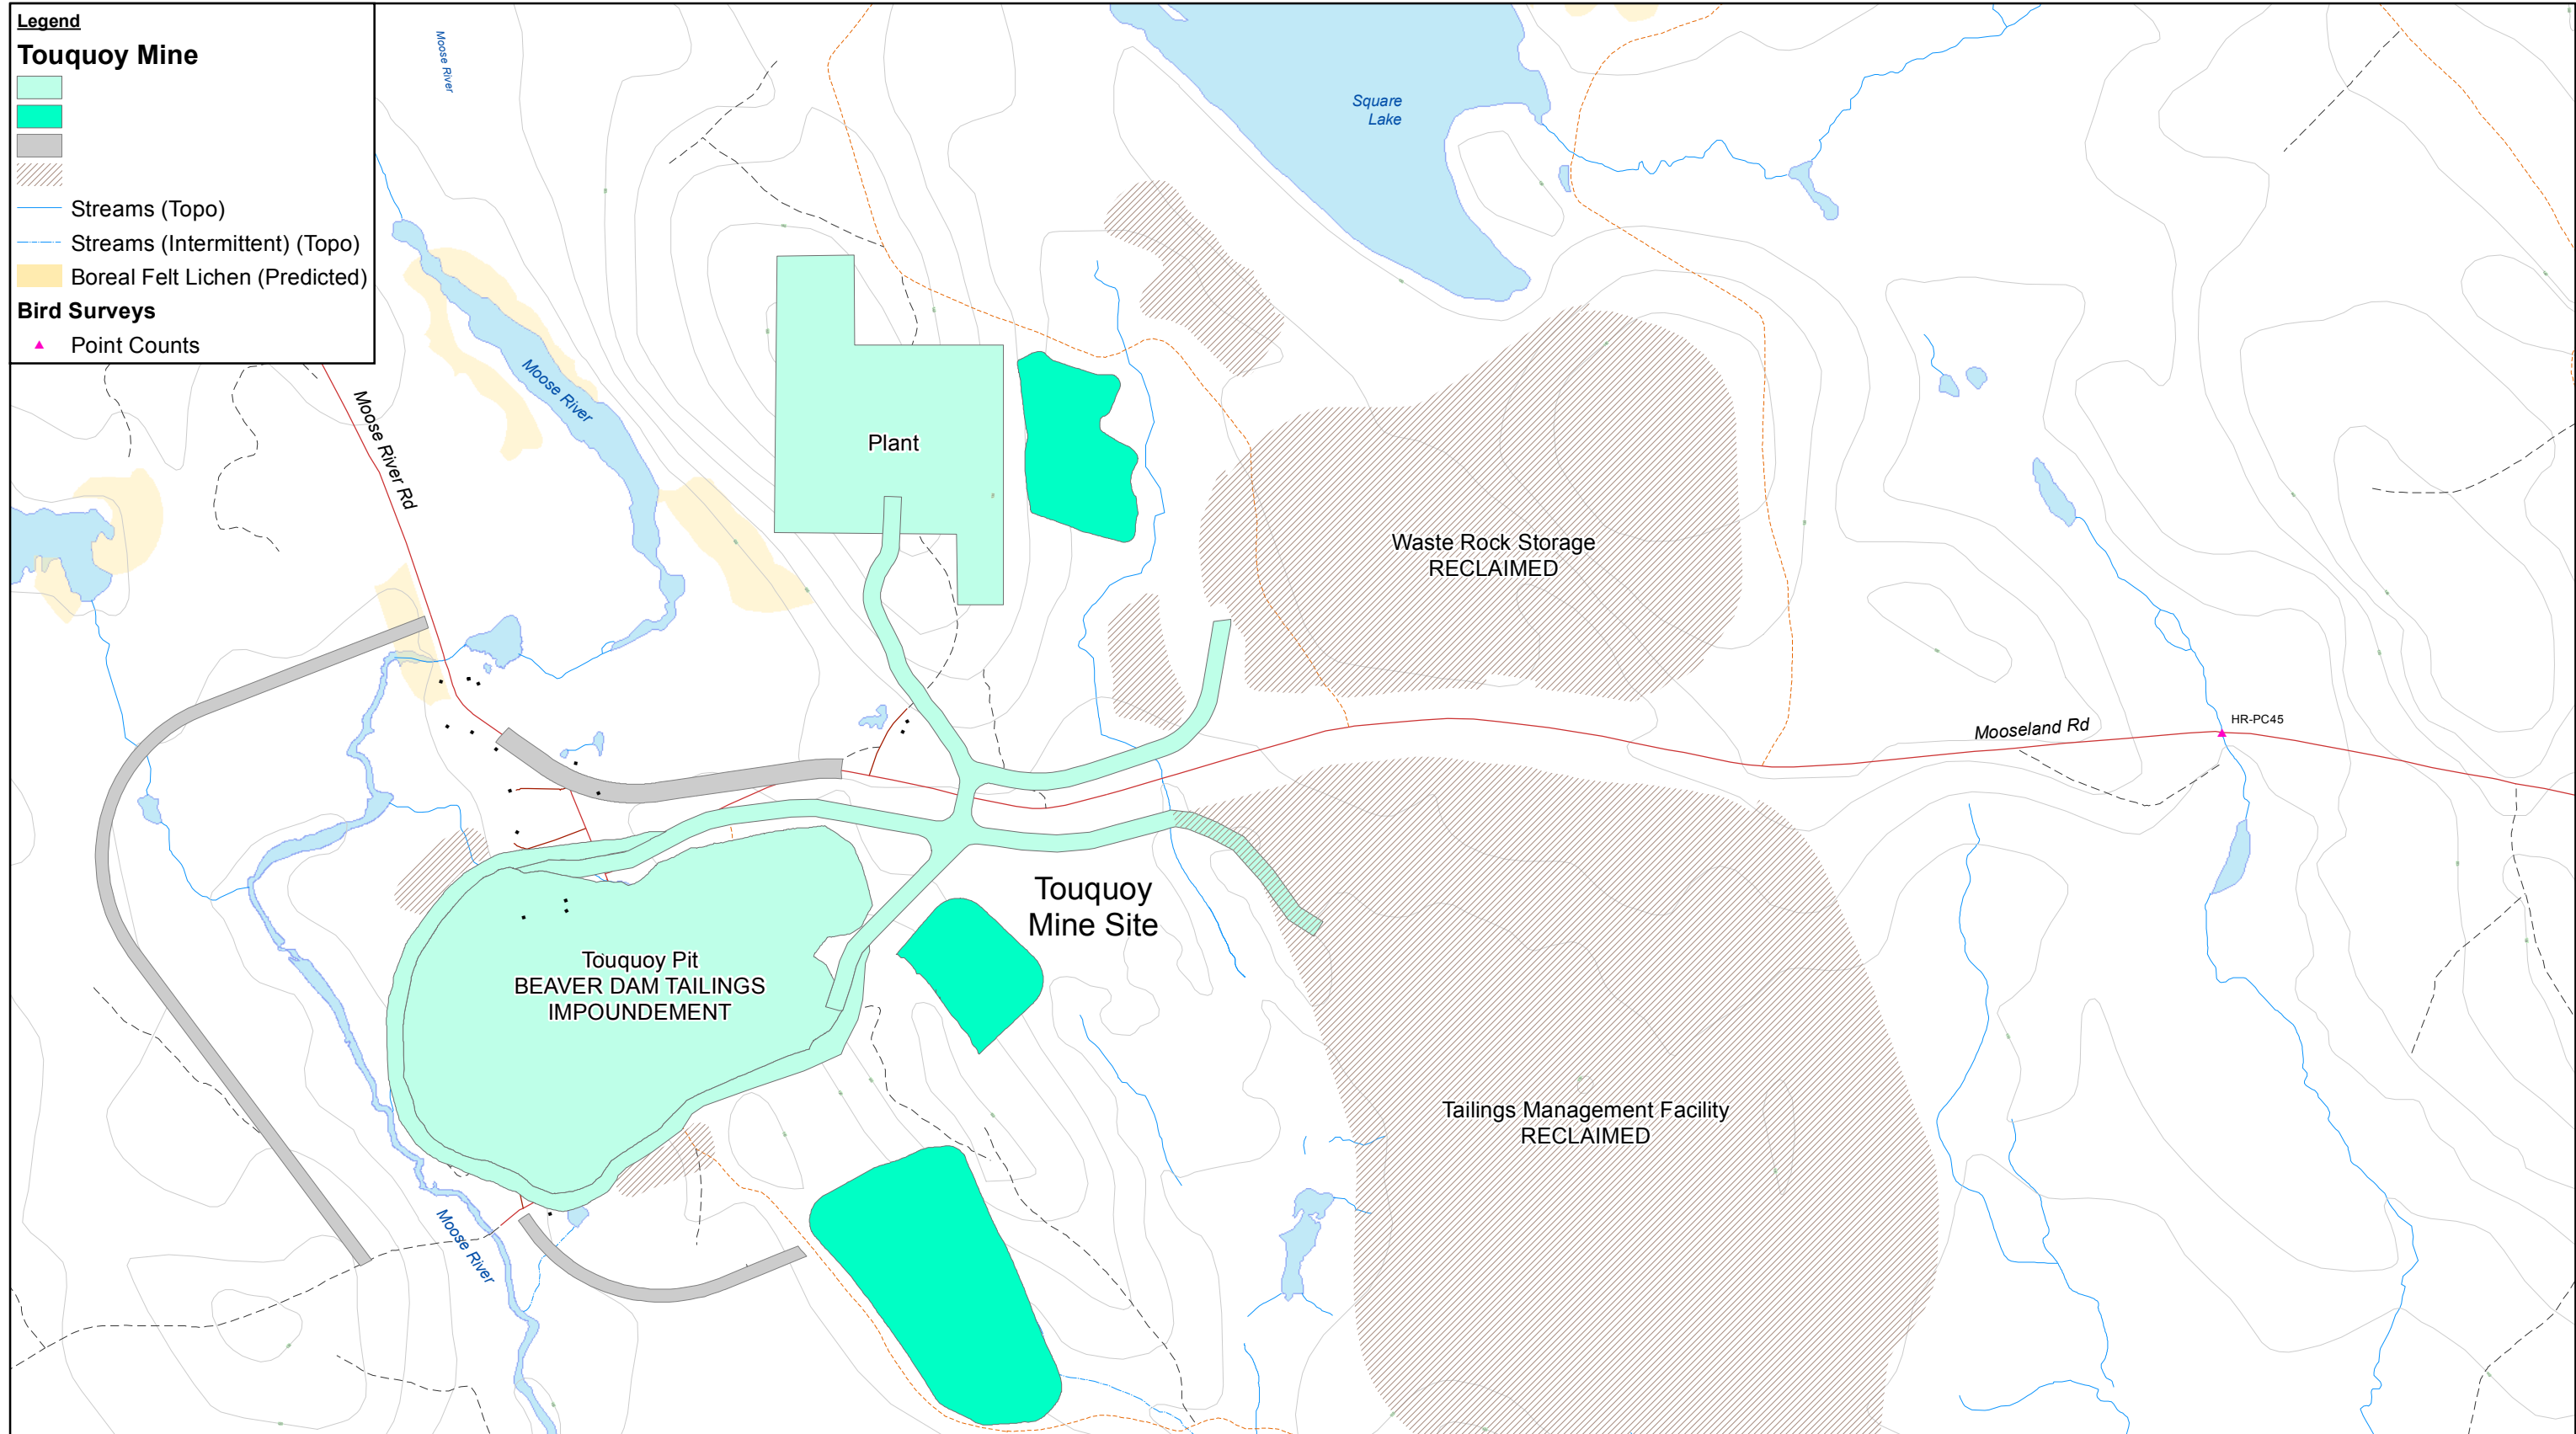 Legend
Touquoy Mine
Streams (Topo)
Streams (Intermittent) (Topo)
Boreal Felt Lichen (Predicted)
Bird Surveys
Point Counts
Moose River
Square
Lake
Moose River
Moose River Rd
Plant
Waste Rock Storage
RECLAIMED
HR-PC45
Mooseland Rd
Touquoy
Mine Site
Touquoy Pit
BEAVER DAM TAILINGS
IMPOUNDEMENT
Tailings Management Facility
RECLAIMED
Moose River